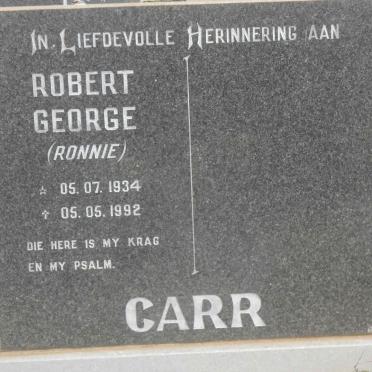 IN LIEFDEVOLLE HERINNERING AAN
ROBERT
GEORGE
(RONNIE)
☆ 05. 07. 1934
✝ 05. 05. 1992
DIE HERE IS MY KRAG
EN MY PSALM.
CARR